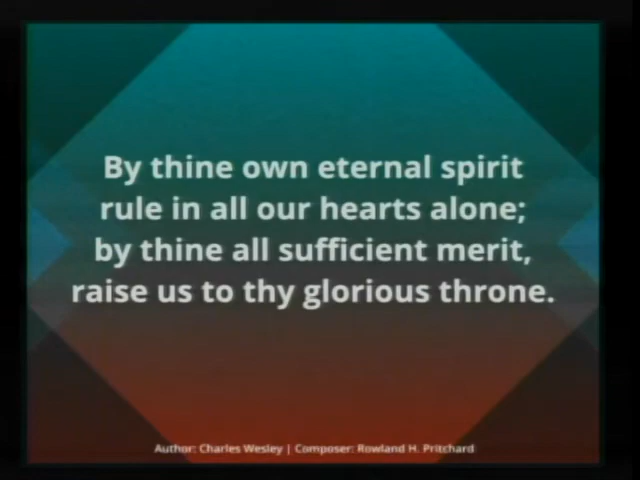 By thine own eternal spirit
rule in all our hearts alone;
by thine all sufficient merit,
raise us to thy glorious throne.
Author: Charles Wesley | Composer: Rowland H. Pritchard